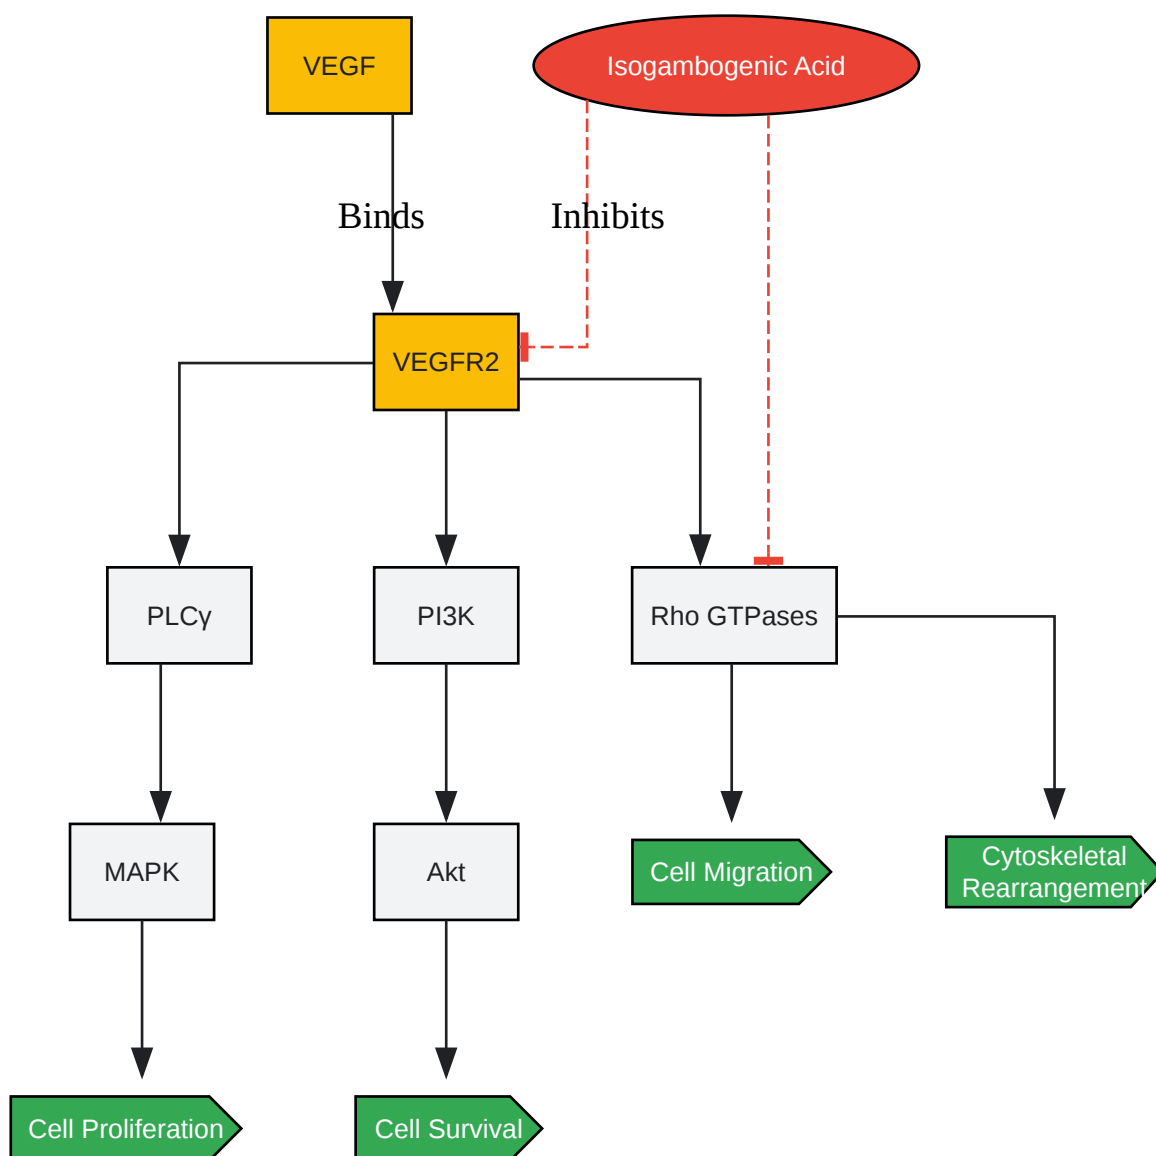 VEGF
Isogambogenic Acid
Binds
Inhibits
VEGFR2
PLCγ
PI3K
Rho GTPases
MAPK
Akt
Cell Migration
Cytoskeletal
Rearrangement
Cell Proliferation
Cell Survival